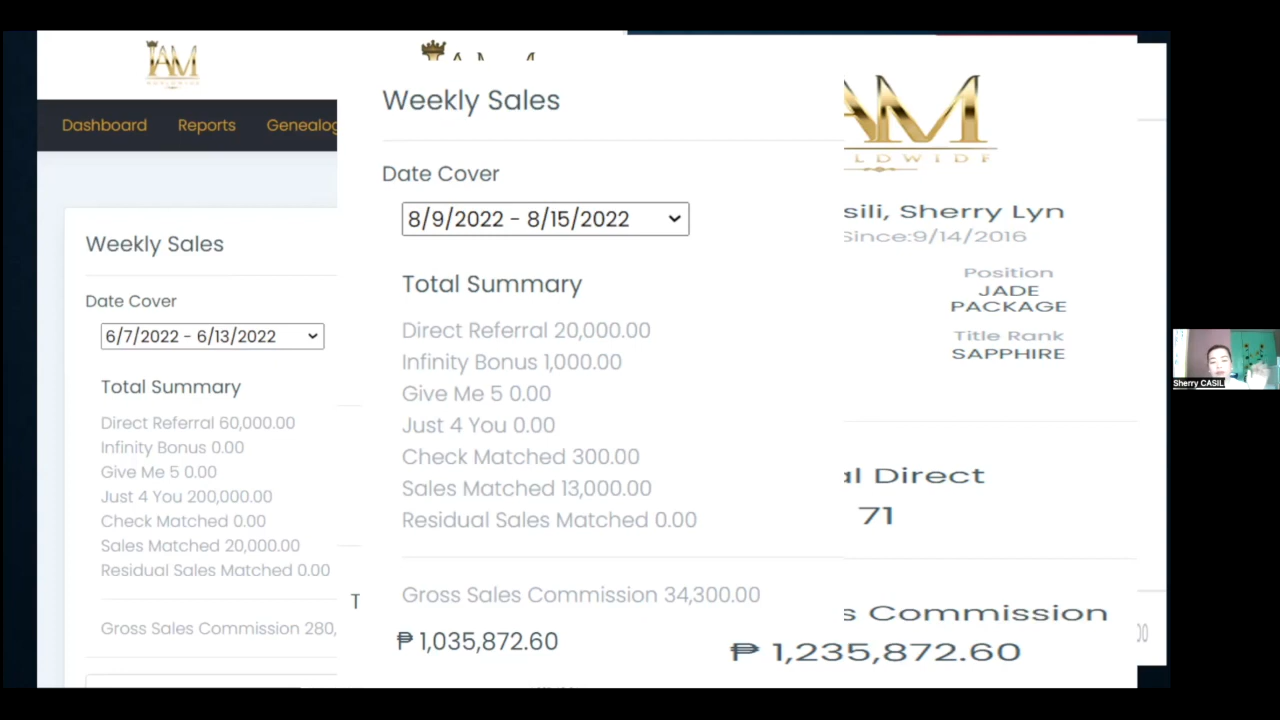 IAM
WORLDWIDE
Dashboard Reports Genealog
Weekly Sales
Date Cover
6/7/2022 - 6/13/2022
Total Summary
Direct Referral 60,000.00
Infinity Bonus 0.00
Give Me 5 0.00
Just 4 You 200,000.00
Check Matched 0.00
Sales Matched 20,000.00
Residual Sales Matched 0.00
Gross Sales Commission 280,
T
Weekly Sales
Date Cover
8/9/2022 - 8/15/2022
Total Summary
Direct Referral 20,000.00
Infinity Bonus 1,000.00
Give Me 5 0.00
Just 4 You 0.00
Check Matched 300.00
Sales Matched 13,000.00
Residual Sales Matched 0.00
Gross Sales Commission 34,300.00
₱ 1,035,872.60
AM
LDWIDE
sili, Sherry Lyn
Since:9/14/2016
Position
JADE
PACKAGE
Title Rank
SAPPHIRE
al Direct
71
s Commission
₱ 1,235,872.60
00
Sherry CASILI